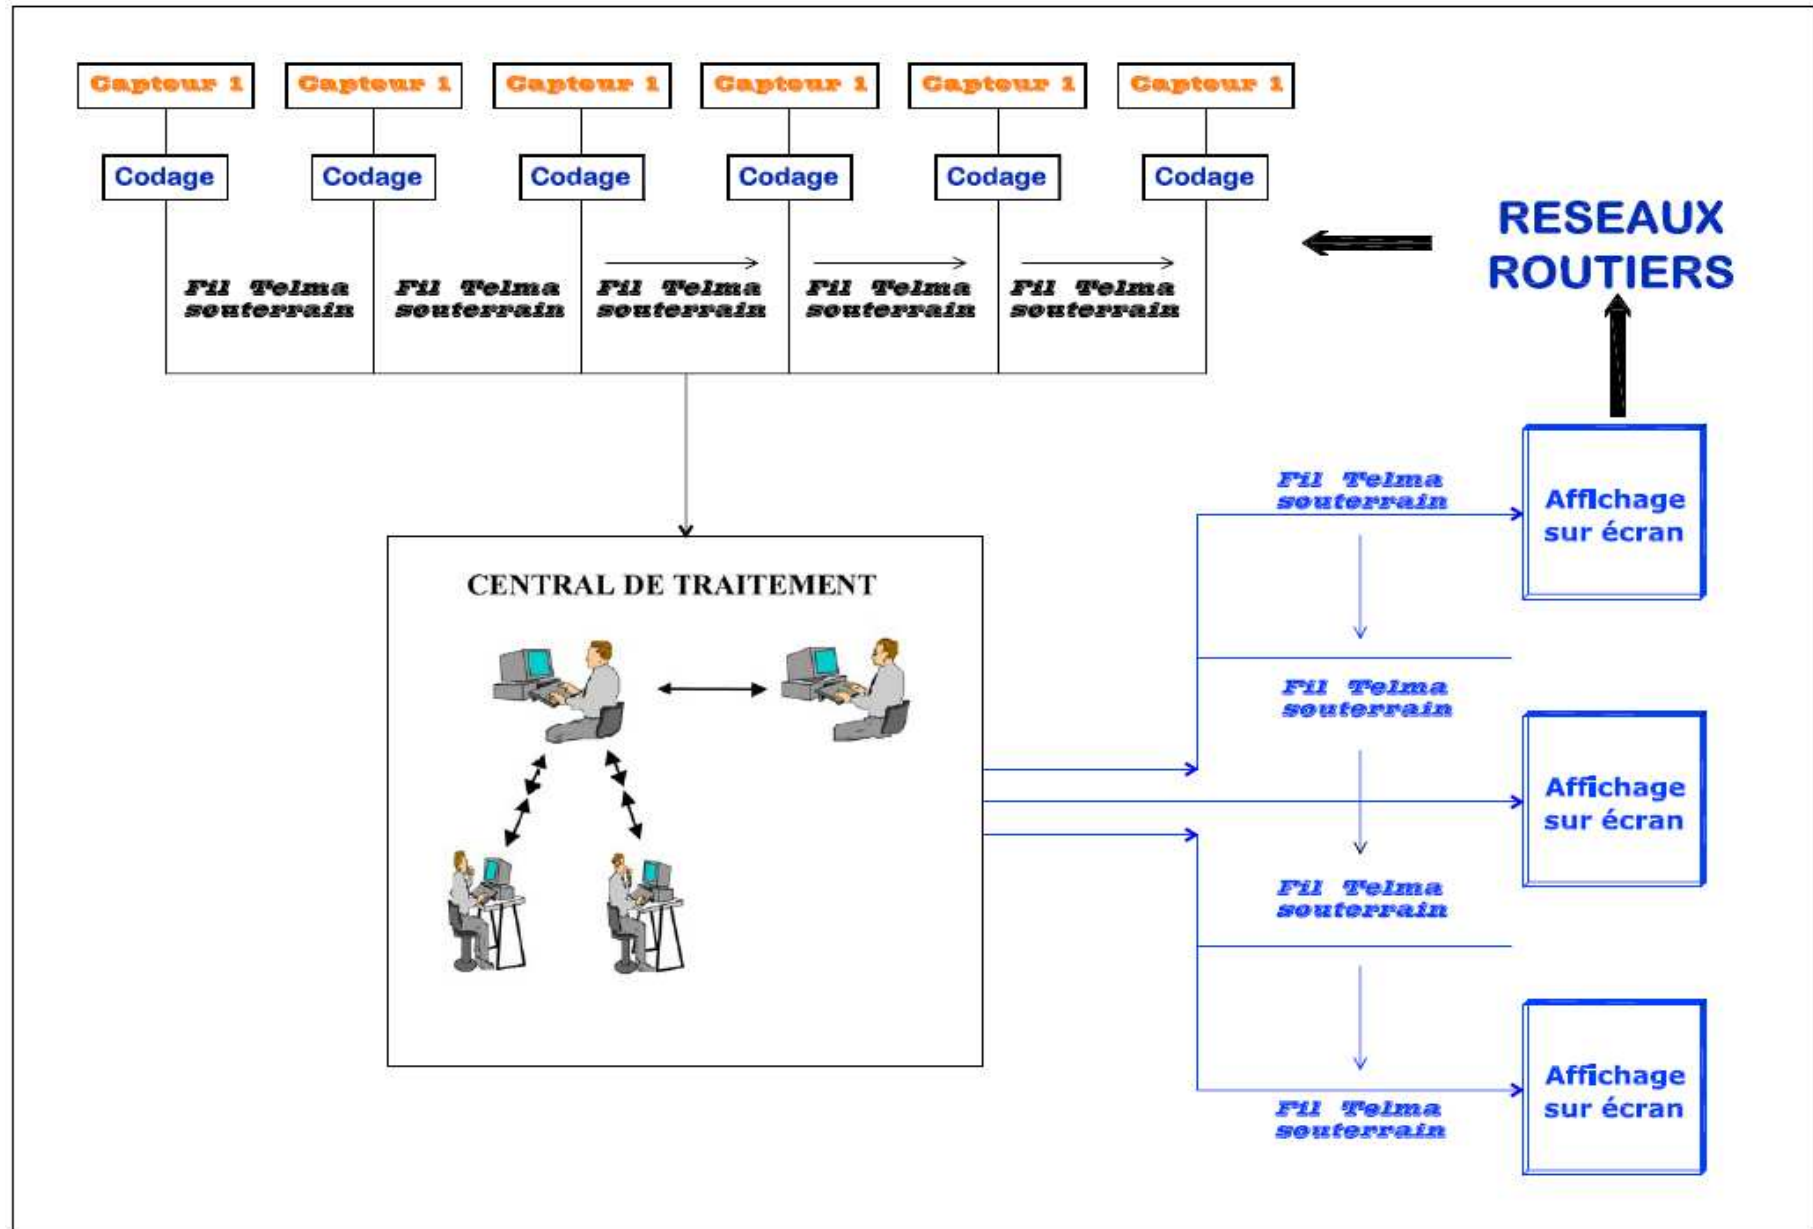 Capteur 1 Capteur 1 Capteur 1 Capteur 1 Capteur 1 Capteur 1
Codage Codage Codage Codage Codage Codage
RESEAUX
ROUTIERS
Fil Telma Fil Telma Fil Telma Fil Telma Fil Telma
souterrain souterrain souterrain souterrain souterrain
CENTRAL DE TRAITEMENT
Fil Telma
souterrain
Affichage
sur écran
Fil Telma
souterrain
Affichage
sur écran
Fil Telma
souterrain
Affichage
sur écran
Fil Telma
souterrain